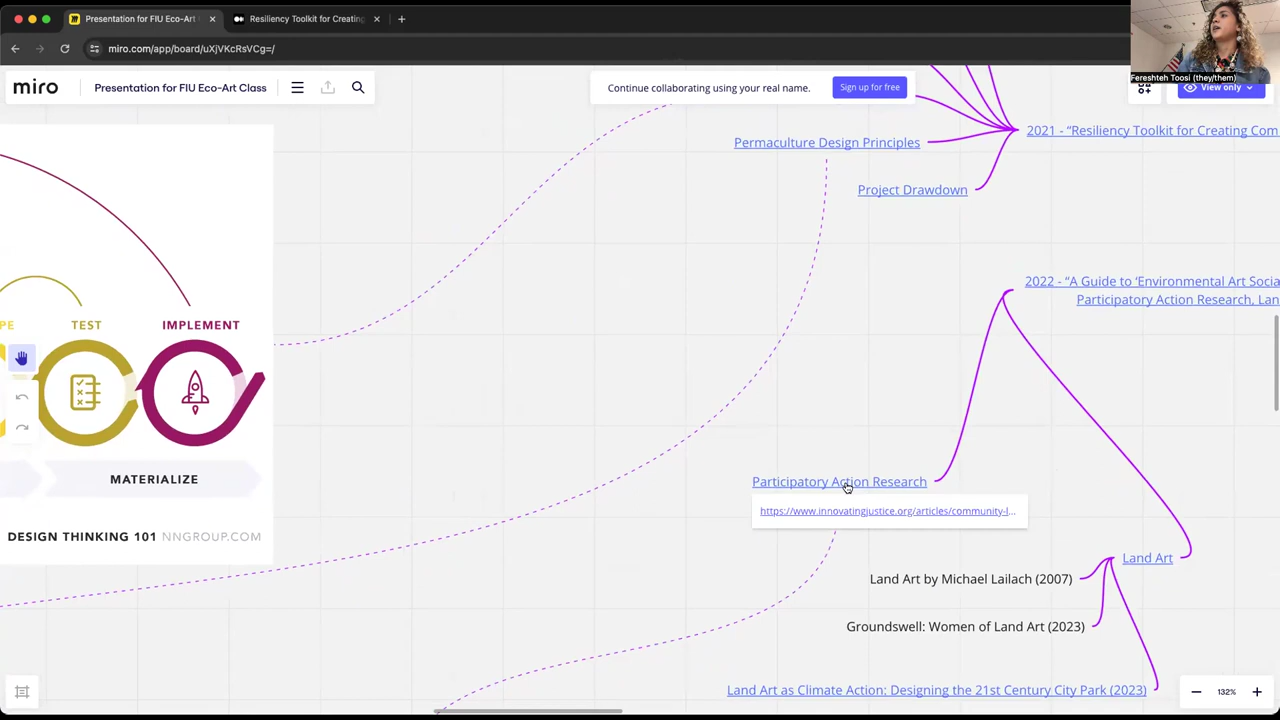 Presentation for FIU Eco-Art
Resiliency Toolkit for Creating
miro.com/app/board/uXjVKcRsVCg=/
Fereshteh Toosi (they/them)
miro
Presentation for FIU Eco-Art Class
Continue collaborating using your real name.
Sign up for free
View only
2021 - “Resiliency Toolkit for Creating Com
Permaculture Design Principles
Project Drawdown
2022 - “A Guide to ‘Environmental Art Socia
Participatory Action Research, Lan
PE
TEST
IMPLEMENT
MATERIALIZE
DESIGN THINKING 101 NNGROUP.COM
Participatory Action Research
https://www.innovatingjustice.org/articles/community-l...
Land Art
Land Art by Michael Lailach (2007)
Groundswell: Women of Land Art (2023)
Land Art as Climate Action: Designing the 21st Century City Park (2023)
132%